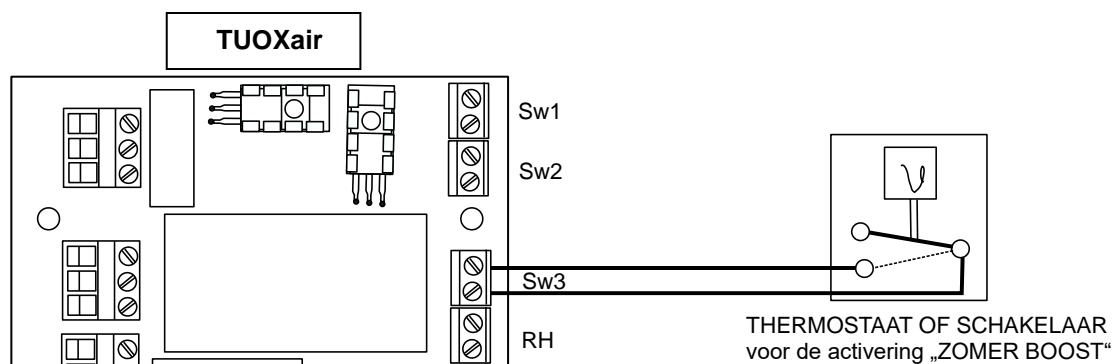 TUOXair
Sw1
Sw2
Sw3
RH
THERMOSTAAT OF SCHAKELAAR
voor de activering „ZOMER BOOST“